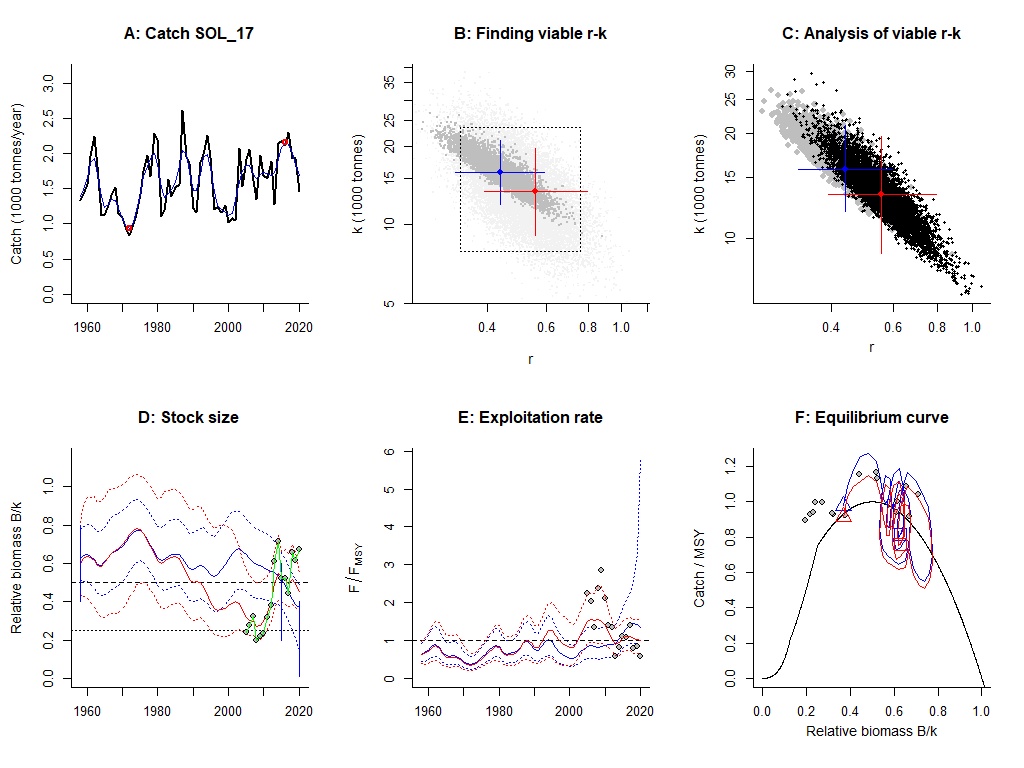 A: Catch SOL_17
Catch (1000 tonnes/year)
0.0 0.5 1.0 1.5 2.0 2.5 3.0
1960 1980 2000 2020
B: Finding viable r-k
k (1000 tonnes)
5 10 15 20 25 35
0.4 0.6 0.8 1.0
r
C: Analysis of viable r-k
k (1000 tonnes)
10 15 20 25 30
0.4 0.6 0.8 1.0
r
D: Stock size
Relative biomass B/k
0.0 0.2 0.4 0.6 0.8 1.0
1960 1980 2000 2020
E: Exploitation rate
F / FMSY
0 1 2 3 4 5 6
1960 1980 2000 2020
F: Equilibrium curve
Catch / MSY
0.0 0.2 0.4 0.6 0.8 1.0 1.2
0.0 0.2 0.4 0.6 0.8 1.0
Relative biomass B/k